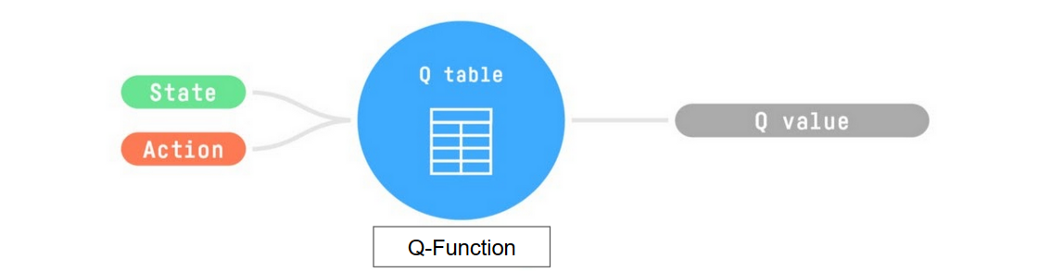 Q table
State
Action
Q value
Q-Function